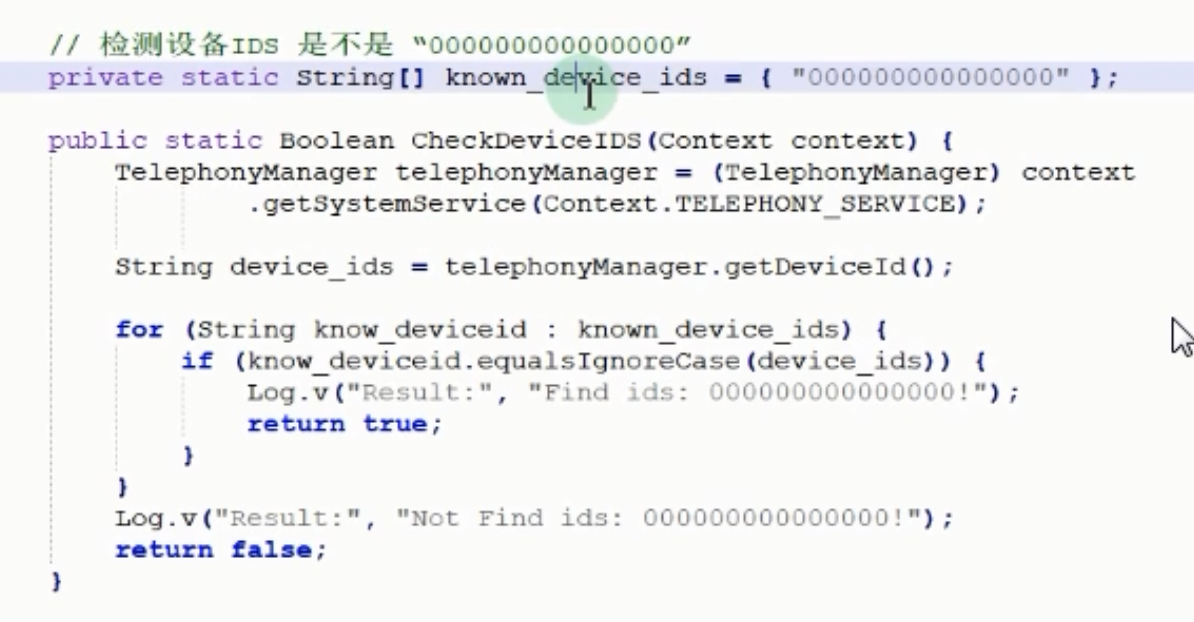 // 检测设备IDS 是不是 “000000000000000”
private static String[] known_device_ids = { "000000000000000" };
public static Boolean CheckDeviceIDS(Context context) {
TelephonyManager telephonyManager = (TelephonyManager) context
.getSystemService(Context.TELEPHONY_SERVICE);
String device_ids = telephonyManager.getDeviceId();
for (String know_deviceid : known_device_ids) {
if (know_deviceid.equalsIgnoreCase(device_ids)) {
Log.v("Result:", "Find ids: 000000000000000!");
return true;
}
}
Log.v("Result:", "Not Find ids: 000000000000000!");
return false;
}